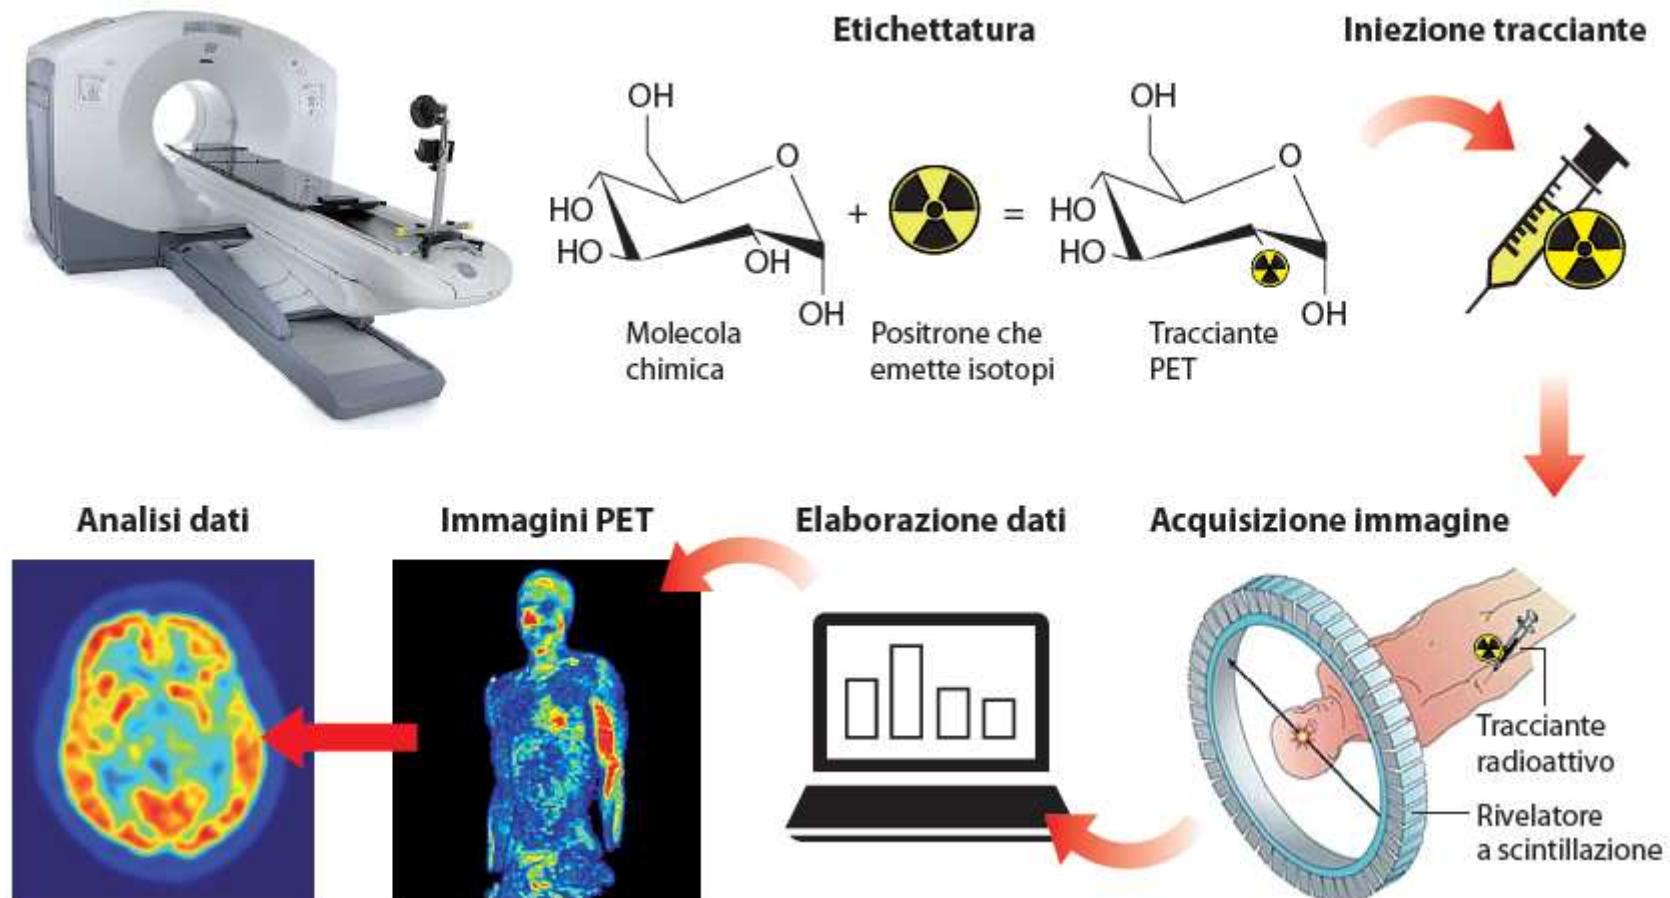 Etichettatura
Iniezione tracciante
OH
O
HO
HO
OH
OH
+
=
OH
O
HO
HO
OH
Molecola
chimica
Positrone che
emette isotopi
Tracciante
PET
Analisi dati
Immagini PET
Elaborazione dati
Acquisizione immagine
Tracciante
radioattivo
Rivelatore
a scintillazione